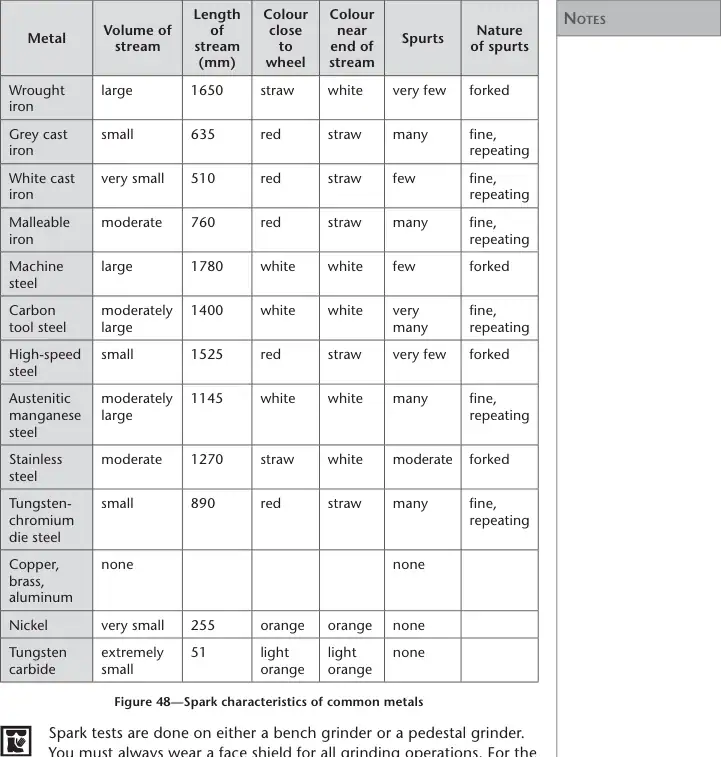 Metal | Volume of stream | Length of stream (mm) | Colour close to wheel | Colour near end of stream | Spurts | Nature of spurts
Wrought iron | large | 1650 | straw | white | very few | forked
Grey cast iron | small | 635 | red | straw | many | fine, repeating
White cast iron | very small | 510 | red | straw | few | fine, repeating
Malleable iron | moderate | 760 | red | straw | many | fine, repeating
Machine steel | large | 1780 | white | white | few | forked
Carbon tool steel | moderately large | 1400 | white | white | very many | fine, repeating
High-speed steel | small | 1525 | red | straw | very few | forked
Austenitic manganese steel | moderately large | 1145 | white | white | many | fine, repeating
Stainless steel | moderate | 1270 | straw | white | moderate | forked
Tungsten-chromium die steel | small | 890 | red | straw | many | fine, repeating
Copper, brass, aluminum | none | | | | none |
Nickel | very small | 255 | orange | orange | none |
Tungsten carbide | extremely small | 51 | light orange | light orange | none |
Figure 48—Spark characteristics of common metals
Spark tests are done on either a bench grinder or a pedestal grinder.
You must always wear a face shield for all grinding operations. For the
NOTES